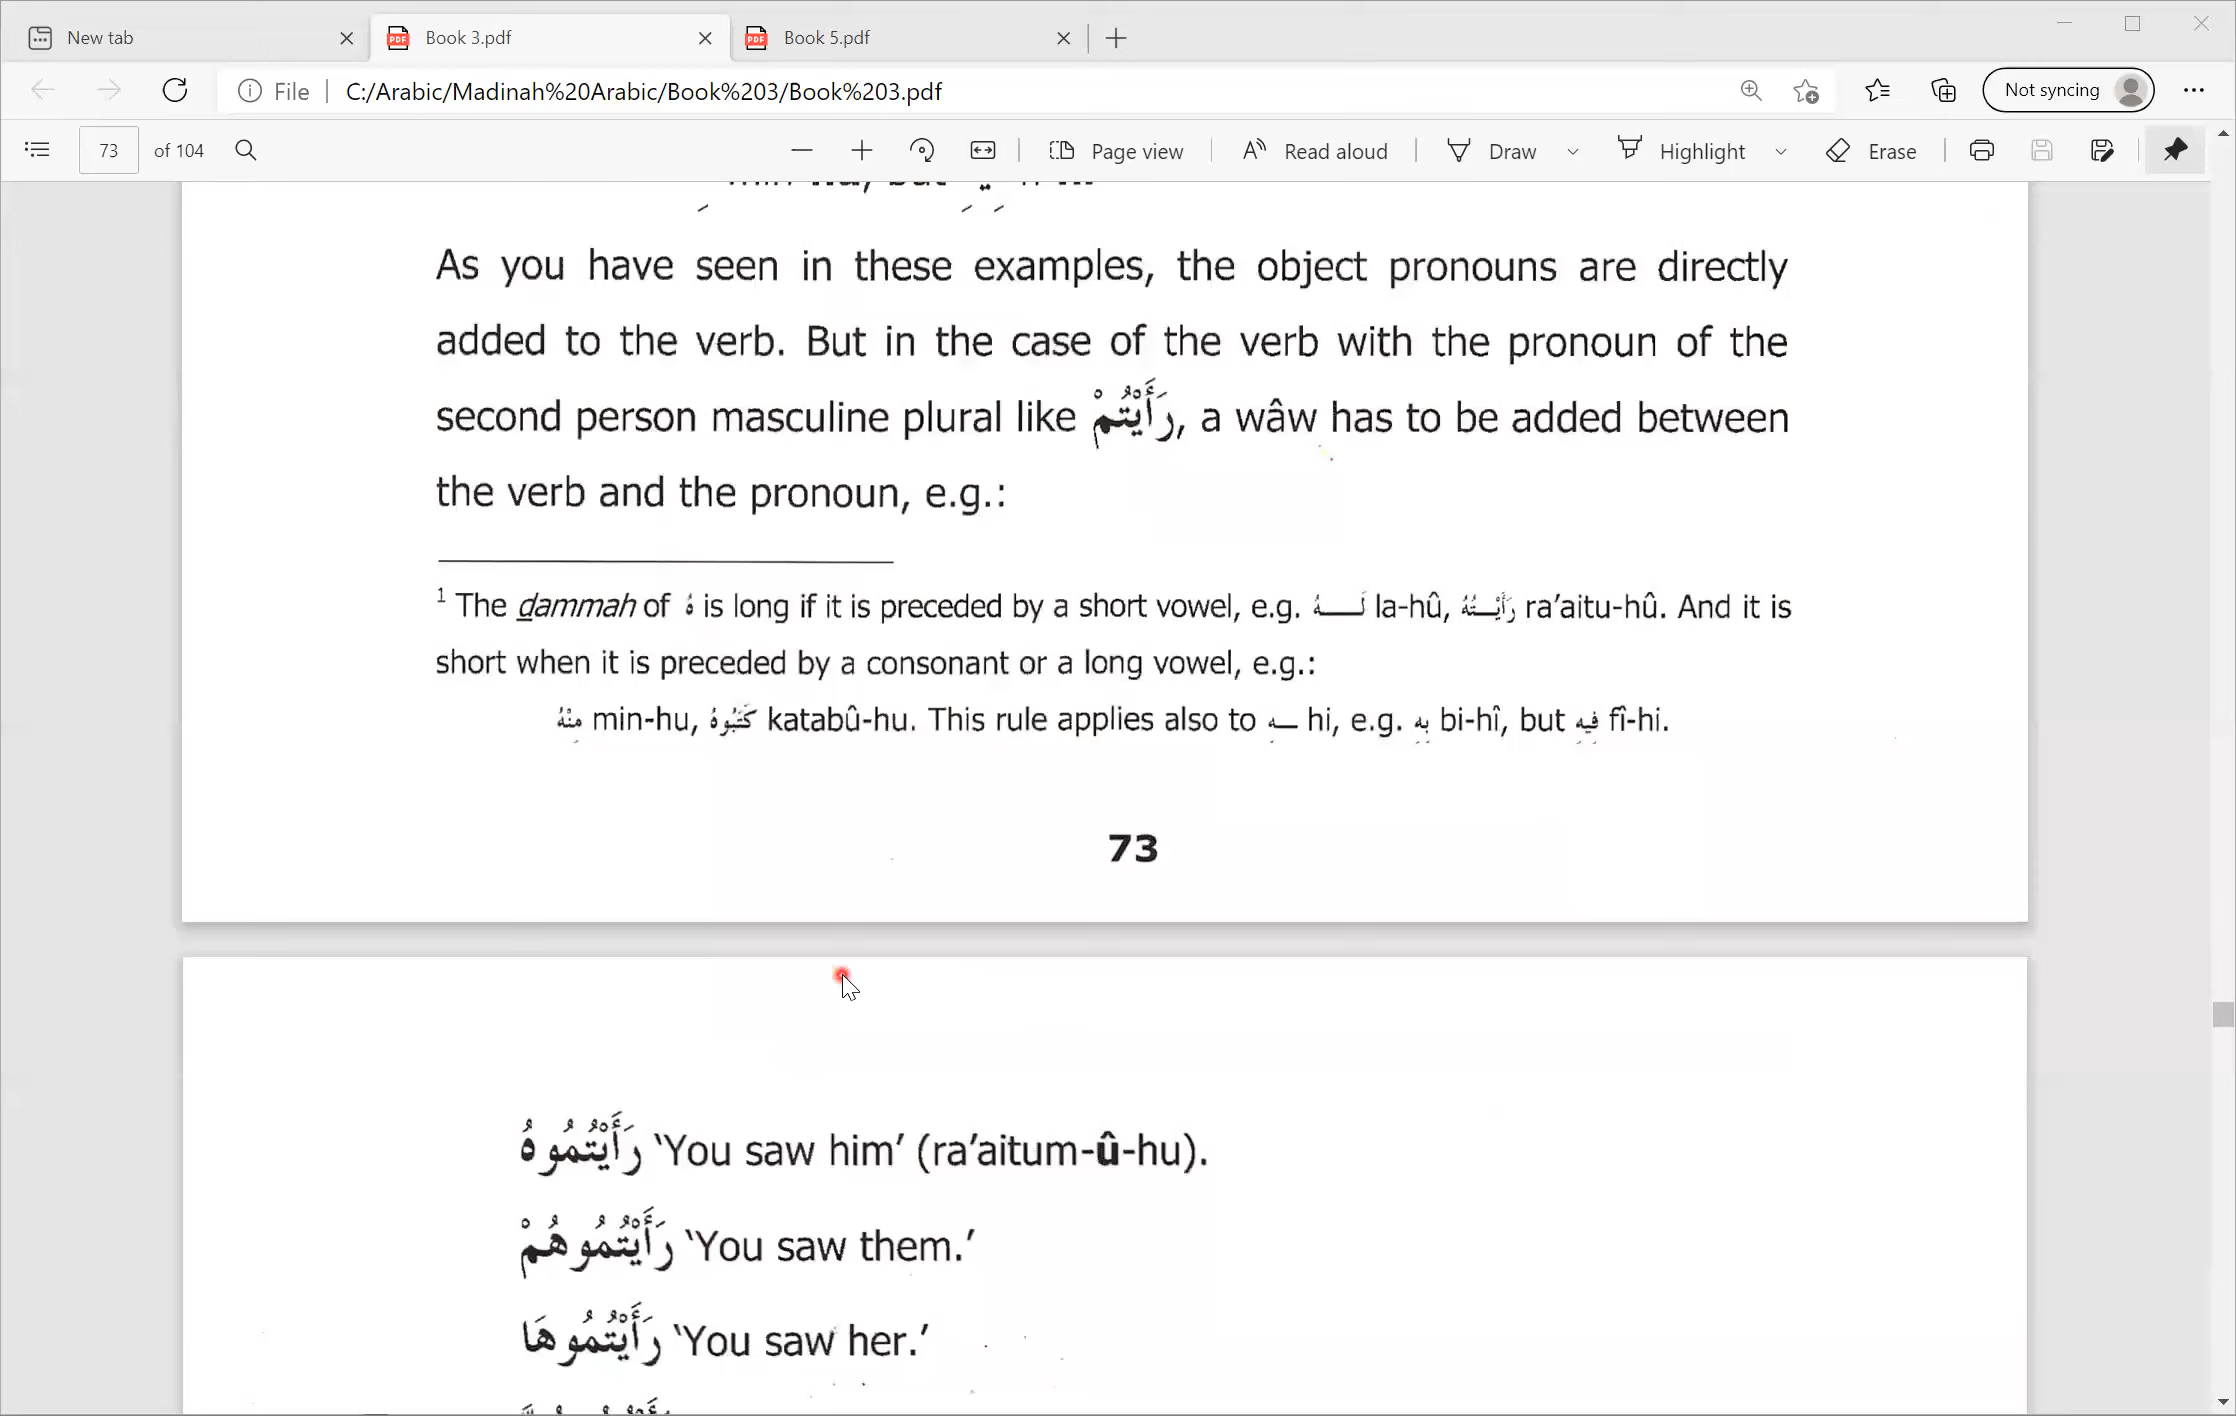 New tab
Book 3.pdf
Book 5.pdf
File
C:/Arabic/Madinah%20Arabic/Book%203/Book%203.pdf
Not syncing
73 of 104
Page view
Read aloud
Draw
Highlight
Erase
As you have seen in these examples, the object pronouns are directly
added to the verb. But in the case of the verb with the pronoun of the
second person masculine plural like رَأَيْتُمْ, a wâw has to be added between
the verb and the pronoun, e.g.:
1 The dammah of هُ is long if it is preceded by a short vowel, e.g. لَـــهُ la-hû, رَأَيْـــتُهُ ra’aitu-hû. And it is
short when it is preceded by a consonant or a long vowel, e.g.:
مِنْهُ min-hu, كَتَبُوهُ katabû-hu. This rule applies also to ـــهِ hi, e.g. بِهِ bi-hî, but فِيهِ fî-hi.
73
رَأَيْتُمُوهُ ‘You saw him’ (ra’aitum-û-hu).
رَأَيْتُمُوهُمْ ‘You saw them.’
رَأَيْتُمُوهَا ‘You saw her.’